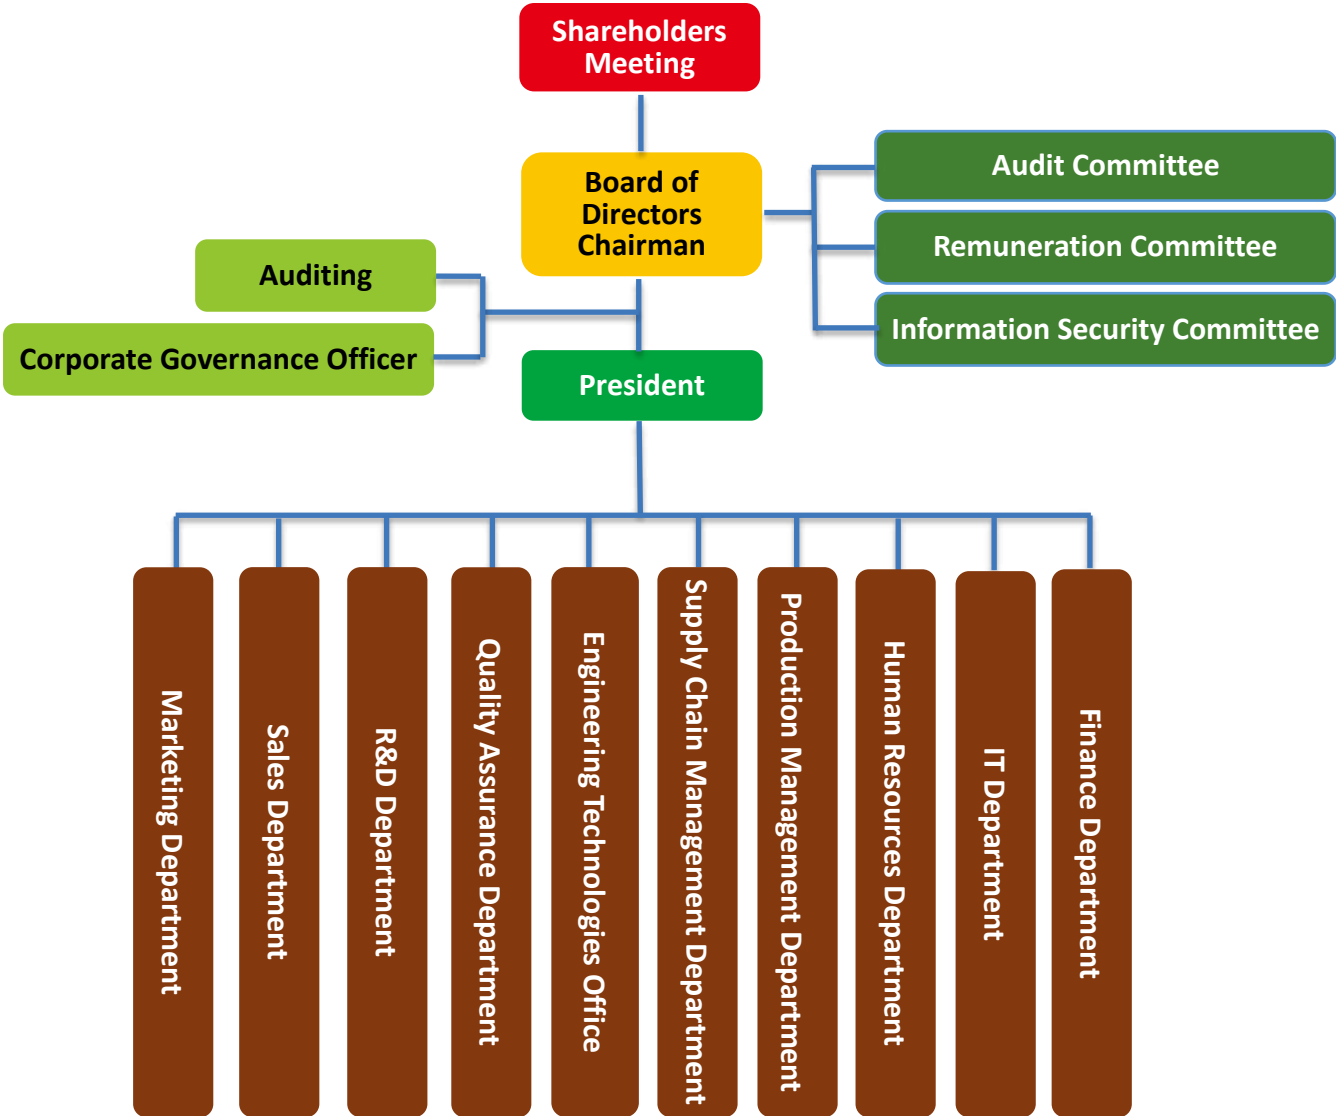 Shareholders
Meeting
Board of
Directors
Chairman
Audit Committee
Remuneration Committee
Information Security Committee
Auditing
Corporate Governance Officer
President
Marketing Department
Sales Department
R&D Department
Quality Assurance Department
Engineering Technologies Office
Supply Chain Management Department
Production Management Department
Human Resources Department
IT Department
Finance Department